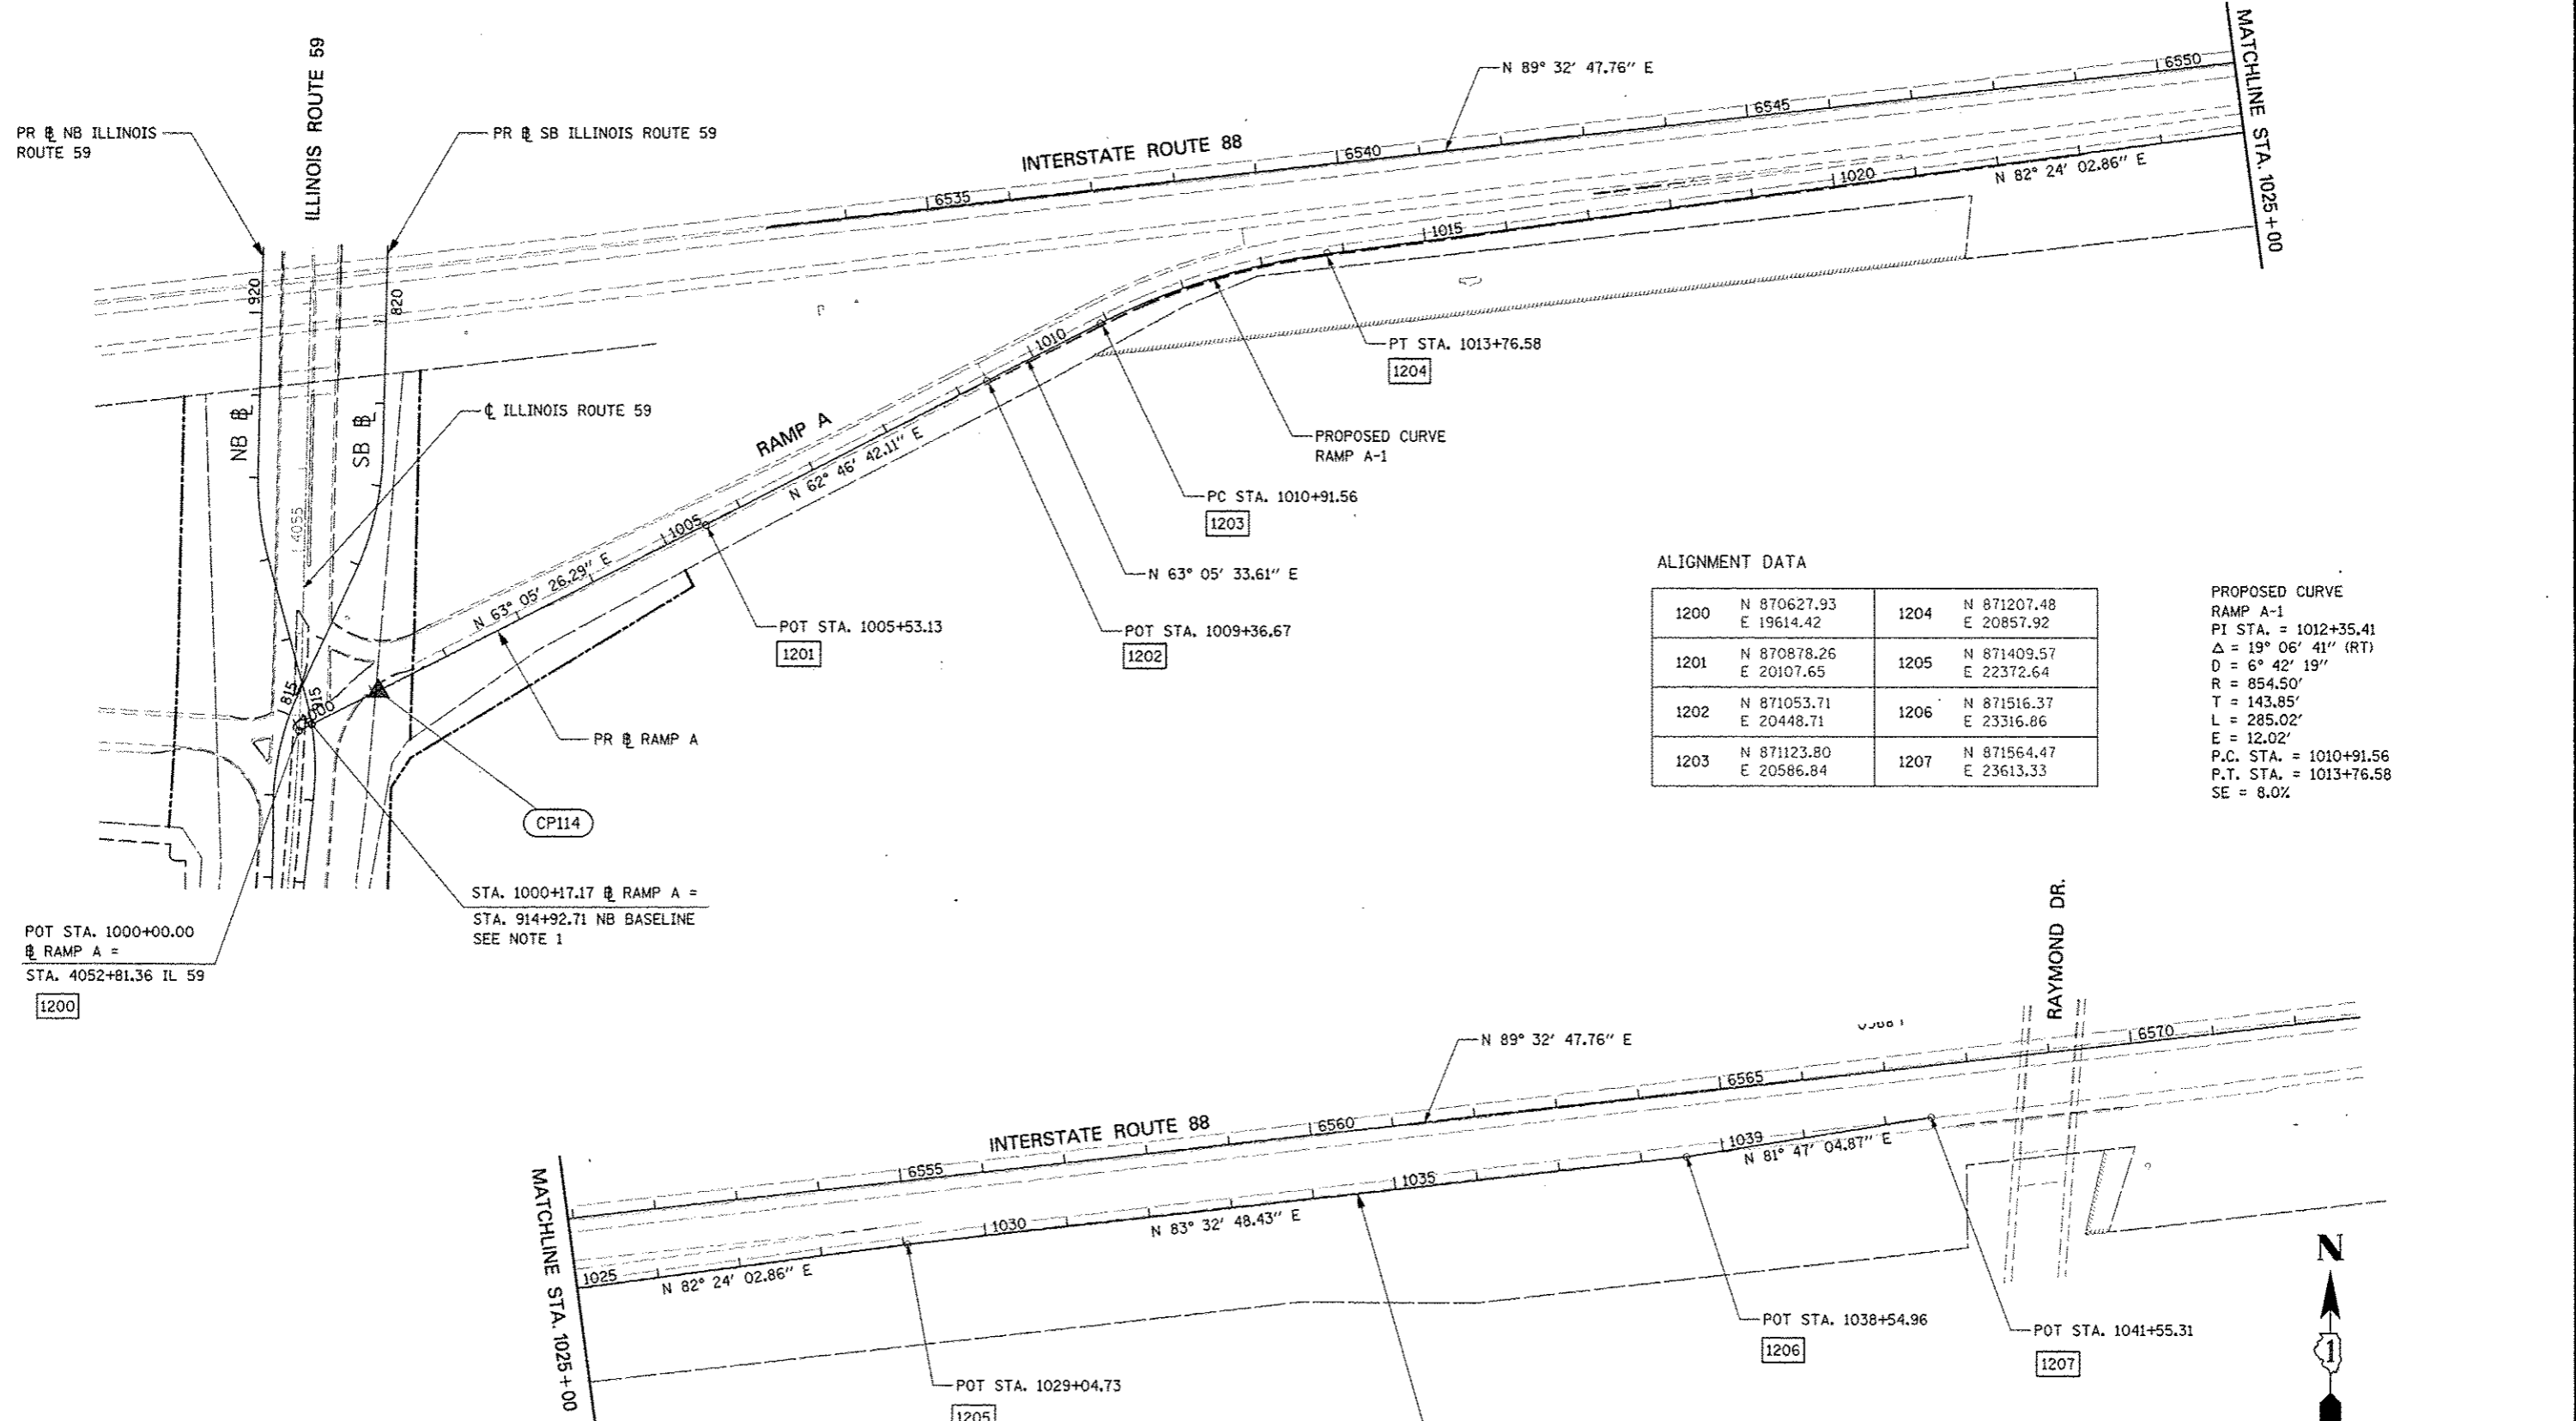 ILLINOIS ROUTE 59
PR ℄ NB ILLINOIS
ROUTE 59
PR ℄ SB ILLINOIS ROUTE 59
920
820
NB ℄
SB ℄
℄ ILLINOIS ROUTE 59
4055
815
915
1000
INTERSTATE ROUTE 88
6535
6540
6545
6550
N 89° 32' 47.76" E
MATCHLINE STA. 1025+00
N 82° 24' 02.86" E
1020
1015
1010
1005
RAMP A
N 62° 46' 42.11" E
N 63° 05' 26.29" E
PT STA. 1013+76.58
1204
PROPOSED CURVE
RAMP A-1
PC STA. 1010+91.56
1203
N 63° 05' 33.61" E
POT STA. 1009+36.67
1202
POT STA. 1005+53.13
1201
PR ℄ RAMP A
CP114
STA. 1000+17.17 ℄ RAMP A =
STA. 914+92.71 NB BASELINE
SEE NOTE 1
POT STA. 1000+00.00
℄ RAMP A =
STA. 4052+81.36 IL 59
1200
ALIGNMENT DATA
1200 N 870627.93 E 19614.42 1204 N 871207.48 E 20857.92
1201 N 870878.26 E 20107.65 1205 N 871409.57 E 22372.64
1202 N 871053.71 E 20448.71 1206 N 871516.37 E 23316.86
1203 N 871123.80 E 20586.84 1207 N 871564.47 E 23613.33
PROPOSED CURVE
RAMP A-1
PI STA. = 1012+35.41
Δ = 19° 06' 41" (RT)
D = 6° 42' 19"
R = 854.50'
T = 143.85'
L = 285.02'
E = 12.02'
P.C. STA. = 1010+91.56
P.T. STA. = 1013+76.58
SE = 8.0%
RAYMOND DR.
INTERSTATE ROUTE 88
6555
6560
6565
6570
N 89° 32' 47.76" E
MATCHLINE STA. 1025+00
1025
1030
1035
1039
N 82° 24' 02.86" E
N 83° 32' 48.43" E
N 81° 47' 04.87" E
POT STA. 1029+04.73
1205
POT STA. 1038+54.96
1206
POT STA. 1041+55.31
1207
N
1